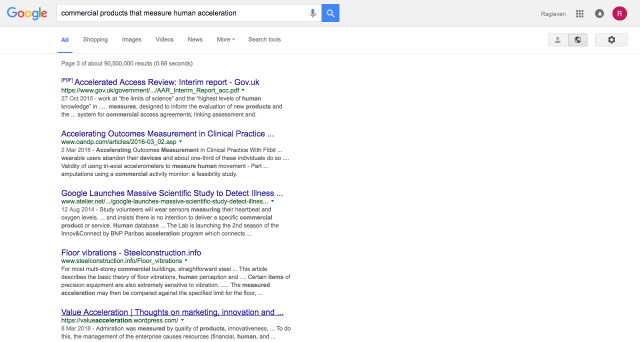 Google
commercial products that measure human acceleration
Ragiavan
R
All Shopping Images Videos News More Search tools
Page 3 of about 90,500,000 results (0.88 seconds)
[PDF] Accelerated Access Review: Interim report - Gov.uk
https://www.gov.uk/government/.../AAR_Interim_Report_acc.pdf
27 Oct 2015 - work at "the limits of science" and the "highest levels of human
knowledge" in ..... measures, designed to inform the evaluation of new products and
the ... system for commercial access agreements, linking assessment and.
Accelerating Outcomes Measurement in Clinical Practice ...
www.oandp.com/articles/2016-03_02.asp
2 Mar 2016 - Accelerating Outcomes Measurement in Clinical Practice With Fitbit ...
wearable users abandon their devices and about one-third of these individuals do so ....
Validity of using tri-axial accelerometers to measure human movement - Part ...
amputations using a commercial activity monitor: a feasibility study.
Google Launches Massive Scientific Study to Detect Illness ...
www.atelier.net/.../google-launches-massive-scientific-study-detect-illnes...
12 Aug 2014 - Study volunteers will wear sensors measuring their heartbeat and
oxygen levels. ... and insists there is no intention to deliver a specific commercial
product or service. Human database ... The Lab is launching the 2nd season of the
Innov&Connect by BNP Paribas acceleration program which connects ...
Floor vibrations - Steelconstruction.info
www.steelconstruction.info/Floor_vibrations
For most multi-storey commercial buildings, straightforward steel ... This article
describes the basic theory of floor vibrations, human perception and .... Certain items of
precision equipment are also extremely sensitive to vibration. ..... The measured
acceleration may then be compared against the specified limit for the floor, ...
Value Acceleration | Thoughts on marketing, innovation and ...
https://valueacceleration.wordpress.com/
8 Mar 2016 - Admiration was measured by quality of products, innovativeness, ... To do
this, the management of the enterprise causes resources (financial, human, and ...